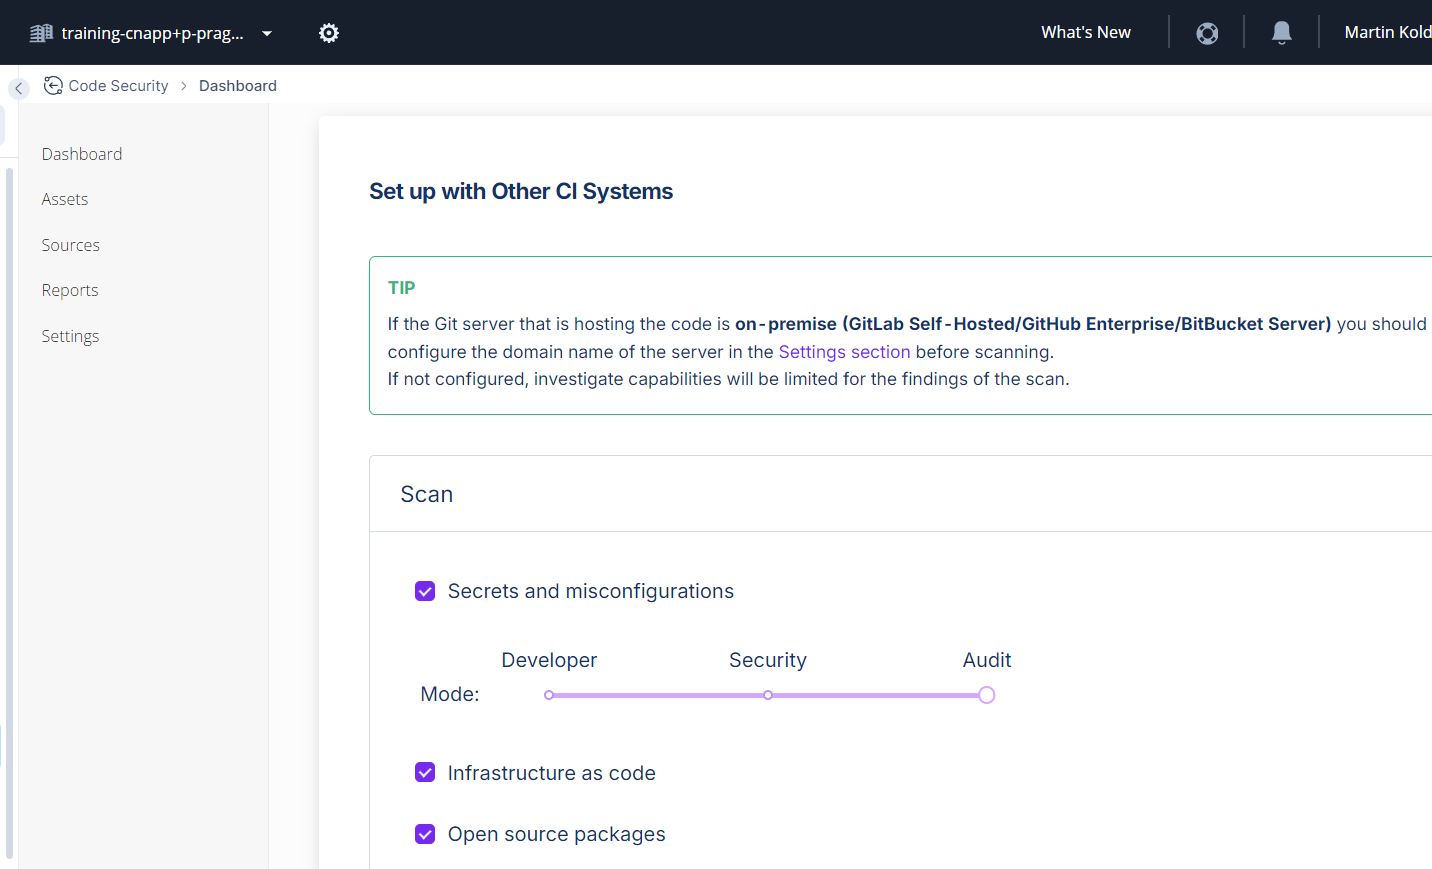 training-cnapp+p-prag...
What's New
Martin Kold
Code Security > Dashboard
Dashboard
Assets
Sources
Reports
Settings
Set up with Other CI Systems
TIP
If the Git server that is hosting the code is on-premise (GitLab Self-Hosted/GitHub Enterprise/BitBucket Server) you should
configure the domain name of the server in the Settings section before scanning.
If not configured, investigate capabilities will be limited for the findings of the scan.
Scan
Secrets and misconfigurations
Developer Security Audit
Mode:
Infrastructure as code
Open source packages